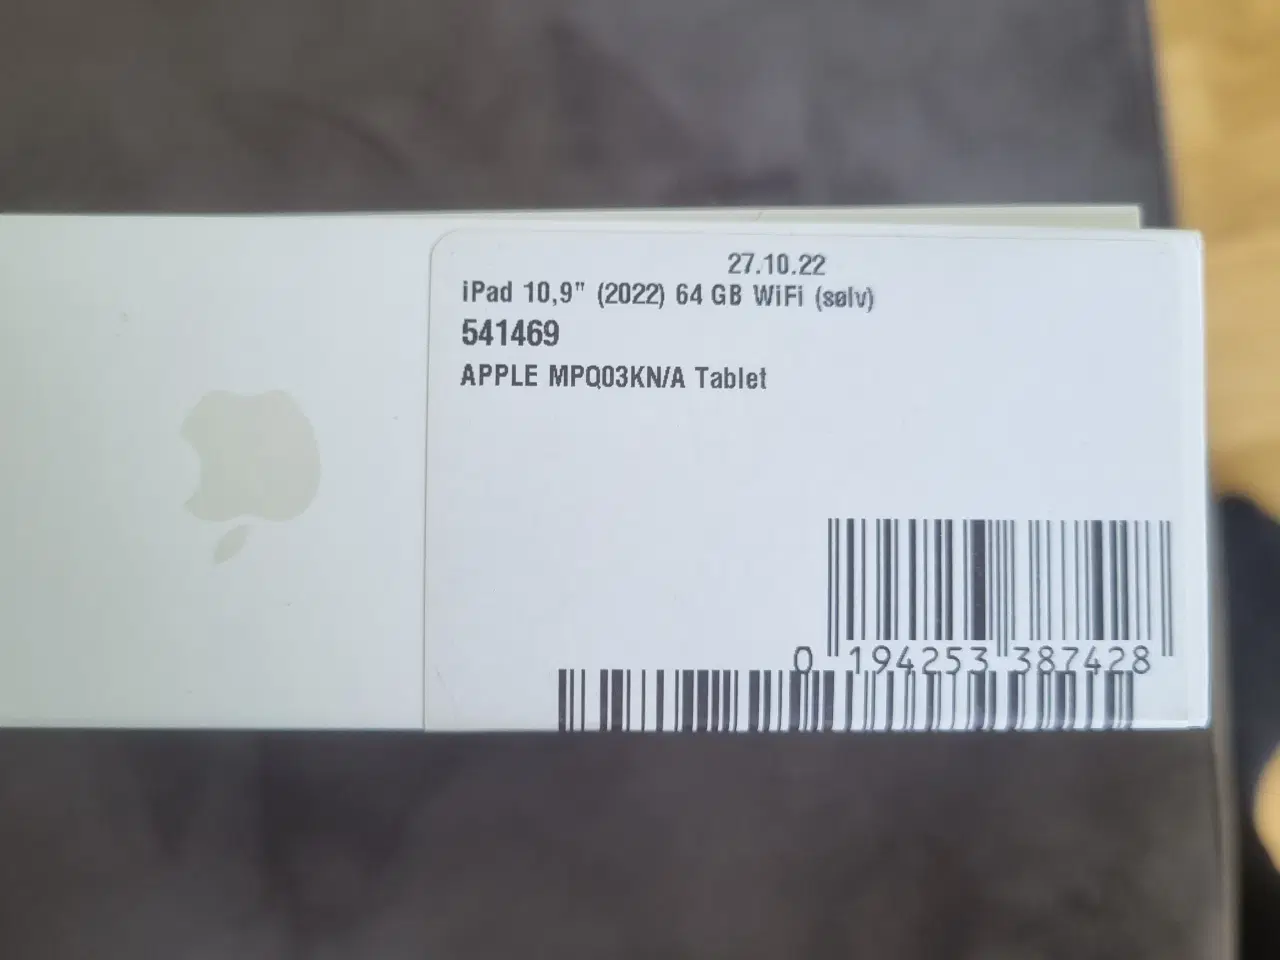 27.10.22
iPad 10,9" (2022) 64 GB WiFi (sølv)
541469
APPLE MPQ03KN/A Tablet
0 194253 387428